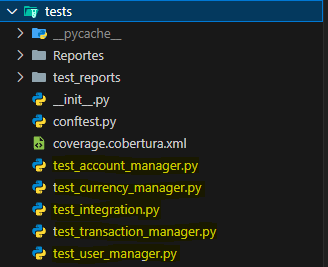 tests
__pycache__
Reportes
test_reports
__init__.py
conftest.py
coverage.cobertura.xml
test_account_manager.py
test_currency_manager.py
test_integration.py
test_transaction_manager.py
test_user_manager.py